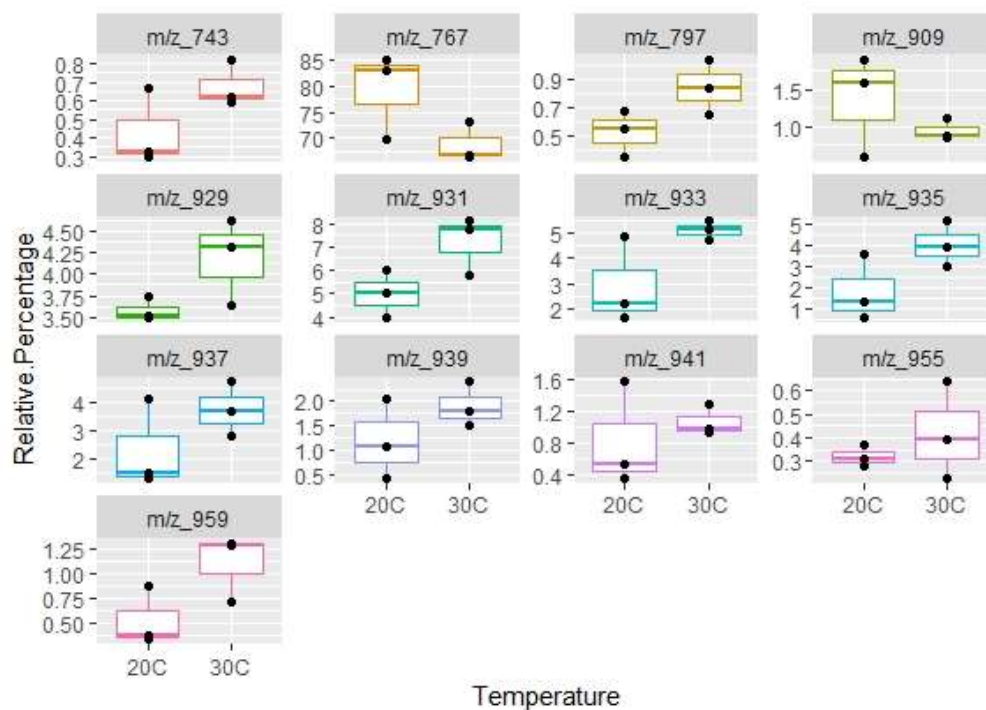 m/z_743 m/z_767 m/z_797 m/z_909
0.8 0.7 0.6 0.5 0.4 0.3
85 80 75 70
0.9 0.7 0.5
1.5 1.0
m/z_929 m/z_931 m/z_933 m/z_935
4.50 4.25 4.00 3.75 3.50
8 7 6 5 4
5 4 3 2
5 4 3 2 1
m/z_937 m/z_939 m/z_941 m/z_955
4 3 2
2.0 1.5 1.0 0.5
1.6 1.2 0.8 0.4
0.6 0.5 0.4 0.3
20C 30C 20C 30C 20C 30C
m/z_959
1.25 1.00 0.75 0.50
20C 30C
Relative.Percentage
Temperature